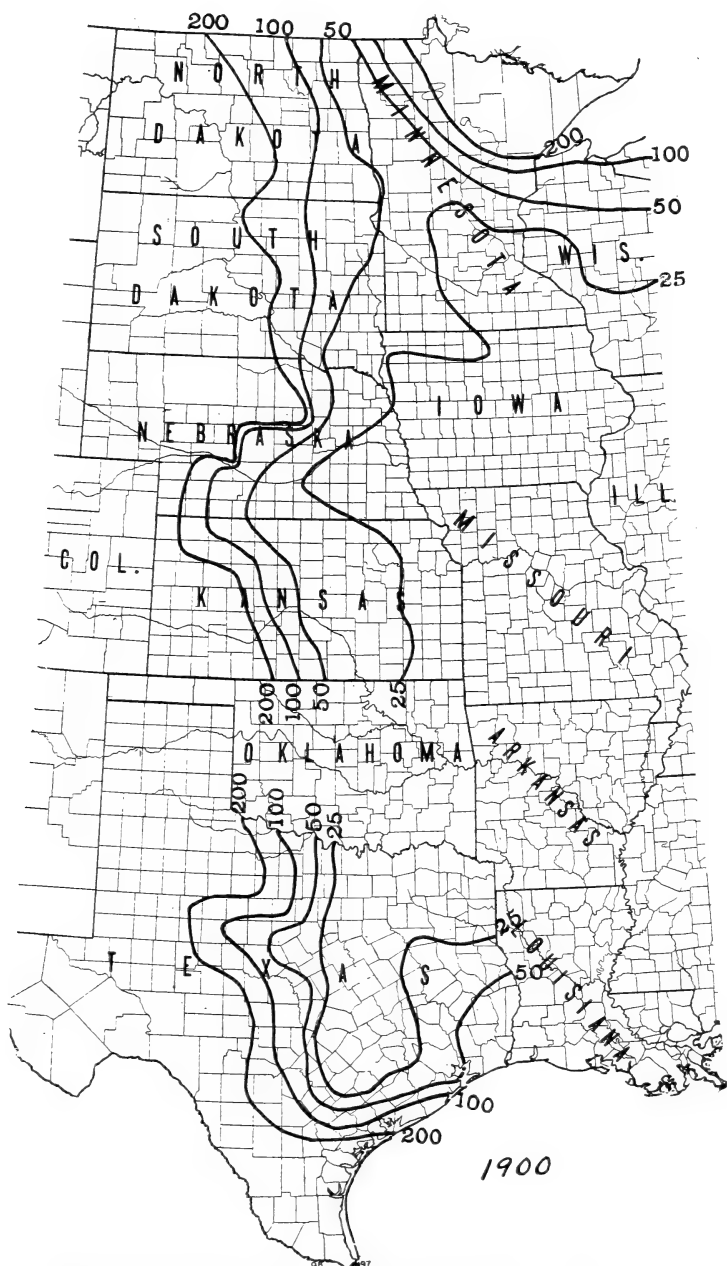 200 100 50
NORTH
DAKOTA
MINNESOTA
200
100
50
SOUTH
DAKOTA
WIS.
25
NEBRASKA
IOWA
ILL
COL.
KANSAS
MISSOURI
200 100 50 25
OKLAHOMA
ARKANSAS
200 100 50 25
TEXAS
25
50
LOUISIANA
100
200
1900